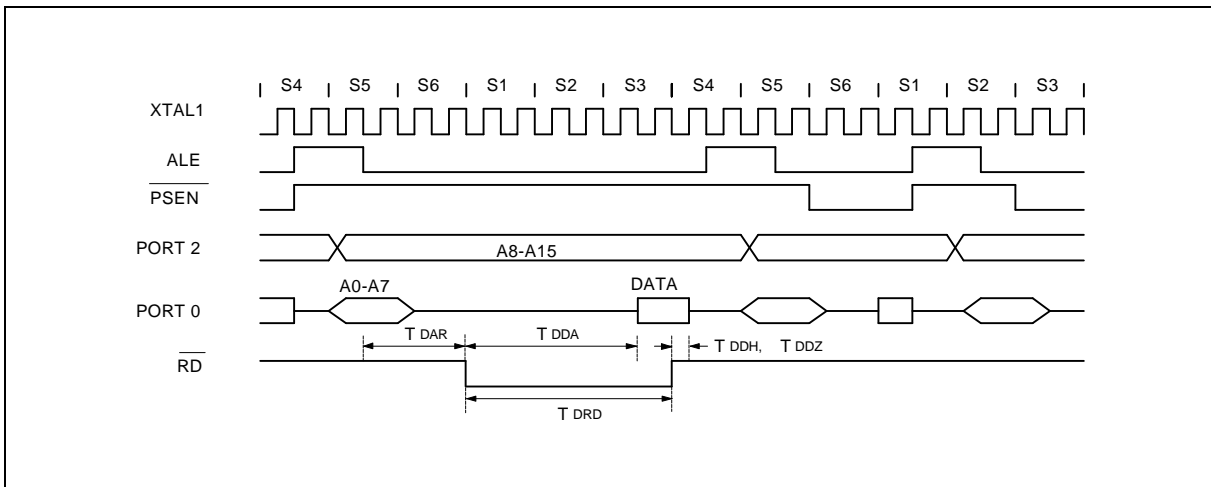 S4 S5 S6 S1 S2 S3 S4 S5 S6 S1 S2 S3
XTAL1
ALE
PSEN
PORT 2
A8-A15
A0-A7
DATA
PORT 0
T DAR
T DDA
T DDH, T DDZ
RD
T DRD